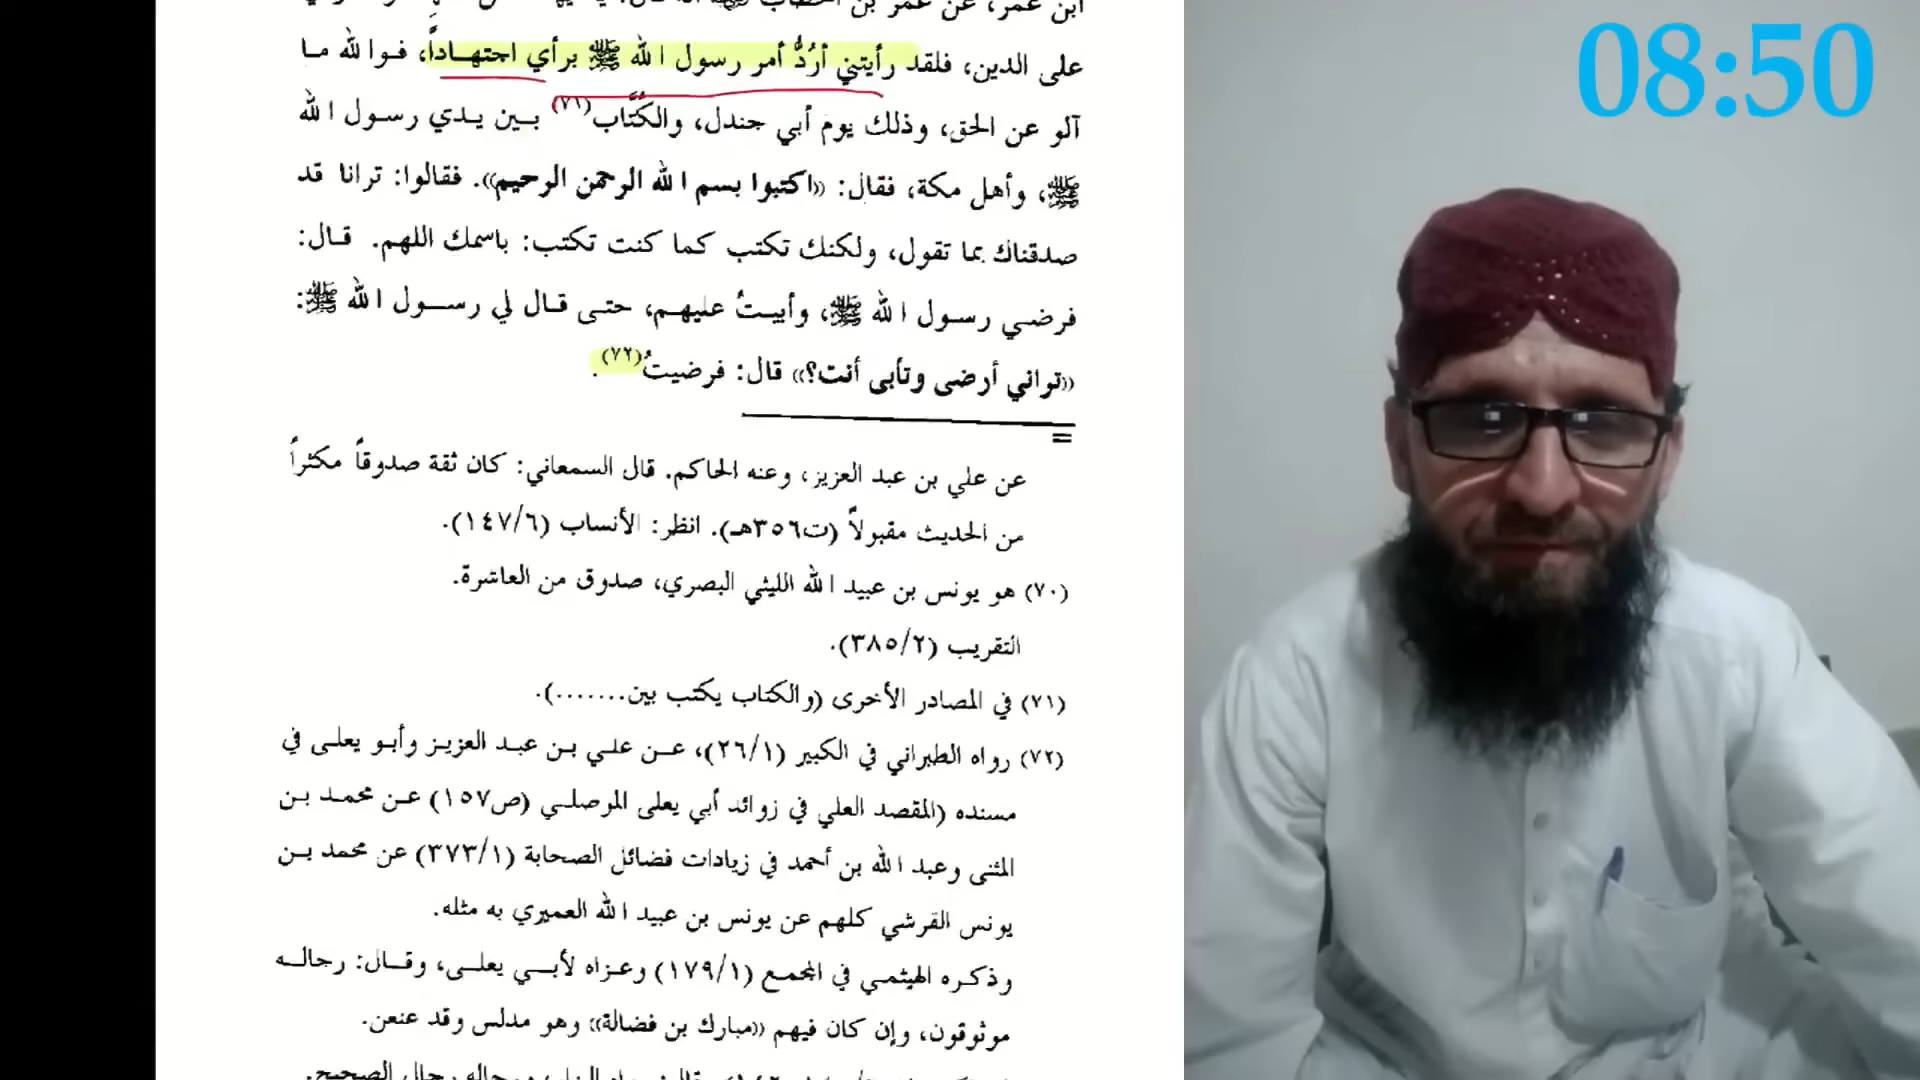 على الدين، فلقد رأيتني أرُدُّ أمر رسول الله ﷺ برأي اجتهاداً، فوالله ما
آلو عن الحق، وذلك يوم أبي جندل، والكُتَّاب(٧١) بين يدي رسول الله
ﷺ، وأهل مكة، فقال: «اكتبوا بسم الله الرحمن الرحيم». فقالوا: ترانا قد
صدقناك بما تقول، ولكنك تكتب كما كنت تكتب: باسمك اللهم. قال:
فرضي رسول الله ﷺ، وأبيتُ عليهم، حتى قال لي رسول الله ﷺ:
«تراني أرضى وتأبى أنت؟» قال: فرضيتُ(٧٢).
=
عن علي بن عبد العزيز، وعنه الحاكم. قال السمعاني: كان ثقة صدوقاً مكثراً
من الحديث مقبولاً (ت٣٥٦هـ). انظر: الأنساب (١٤٧/٦).
(٧٠) هو يونس بن عبيد الله الليثي البصري، صدوق من العاشرة.
التقريب (٣٨٥/٢).
(٧١) في المصادر الأخرى (والكتاب يكتب بين.......).
(٧٢) رواه الطبراني في الكبير (٢٦/١)، عن علي بن عبد العزيز وأبو يعلى في
مسنده (المقصد العلي في زوائد أبي يعلى الموصلي (ص١٥٧) عن محمد بن
المثنى وعبد الله بن أحمد في زيادات فضائل الصحابة (٣٧٣/١) عن محمد بن
يونس القرشي كلهم عن يونس بن عبيد الله العميري به مثله.
وذكره الهيثمي في المجمع (١٧٩/١) وعزاه لأبي يعلى، وقال: رجاله
موثوقون، وإن كان فيهم «مبارك بن فضالة» وهو مدلس وقد عنعن.
08:50